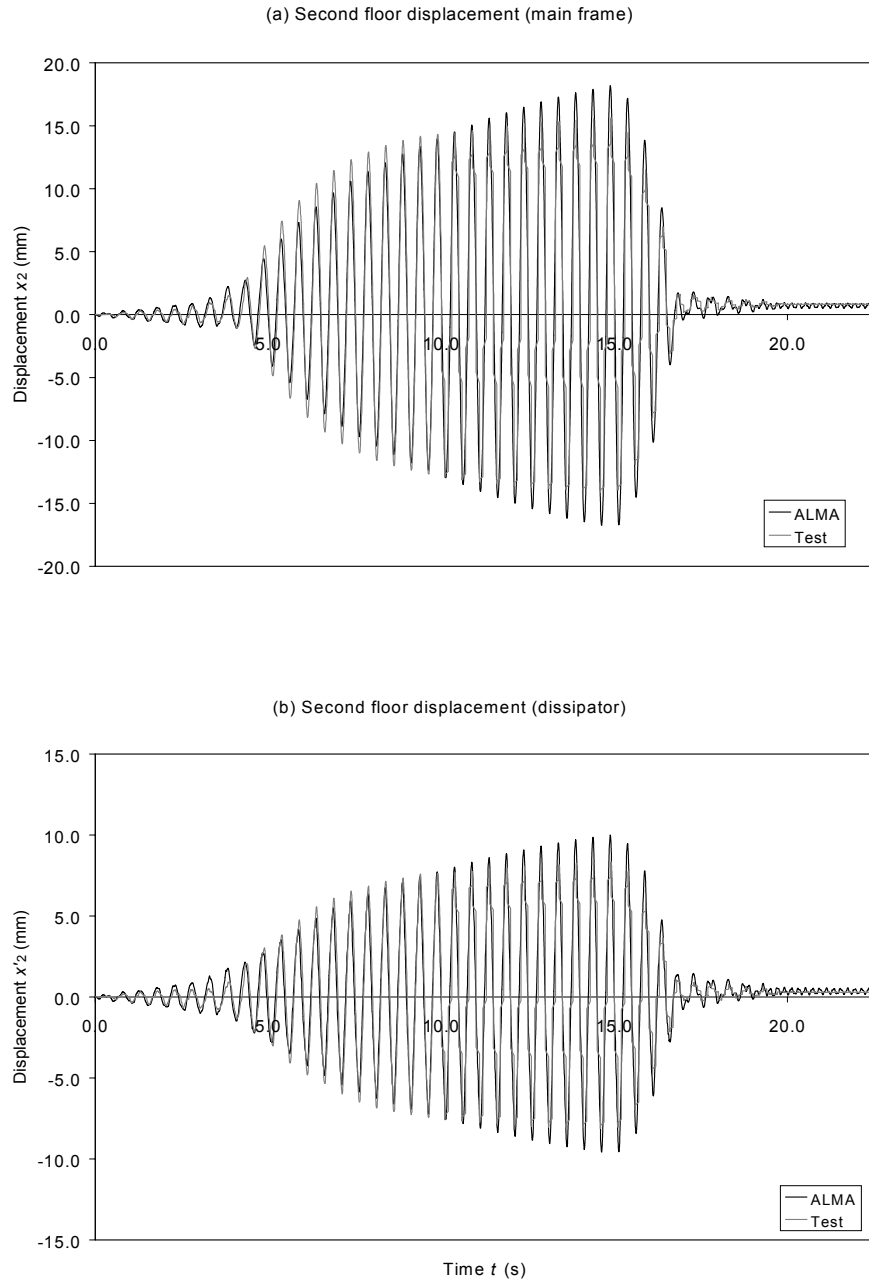 (a) Second floor displacement (main frame)
20.0
15.0
10.0
5.0
0.0
-5.0
-10.0
-15.0
-20.0
0.0
5.0
10.0
15.0
20.0
Displacement x2 (mm)
ALMA
Test
(b) Second floor displacement (dissipator)
15.0
10.0
5.0
0.0
-5.0
-10.0
-15.0
0.0
5.0
10.0
15.0
20.0
Displacement x'2 (mm)
ALMA
Test
Time t (s)